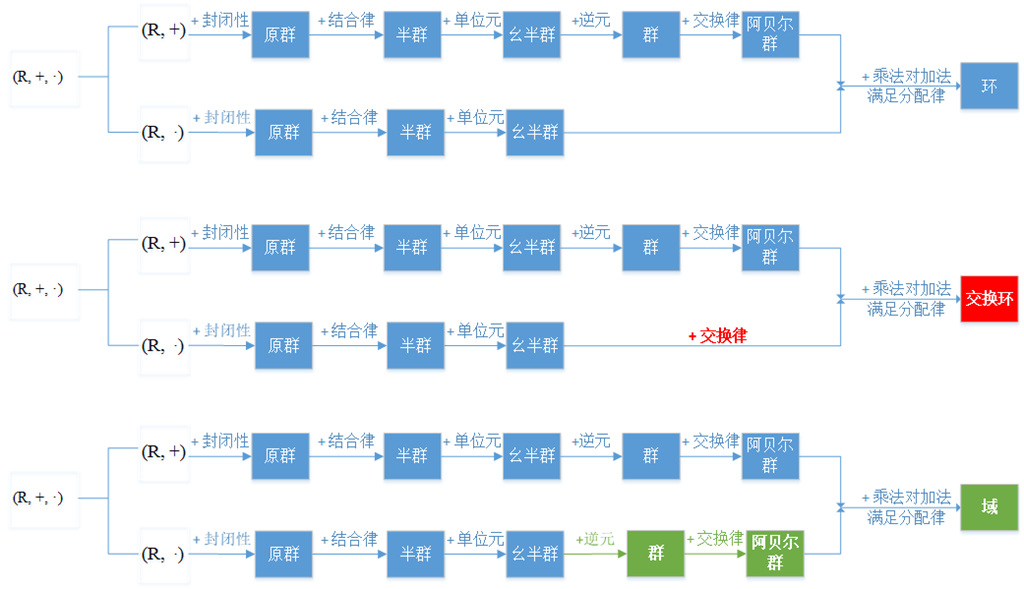 (R, +)
+ 封闭性
原群
+ 结合律
半群
+ 单位元
幺半群
+逆元
群
+ 交换律
阿贝尔
群
(R, +, ·)
+ 乘法对加法
满足分配律
环
(R, ·)
+ 封闭性
原群
+ 结合律
半群
+ 单位元
幺半群
(R, +)
+ 封闭性
原群
+ 结合律
半群
+ 单位元
幺半群
+逆元
群
+ 交换律
阿贝尔
群
(R, +, ·)
+ 乘法对加法
满足分配律
交换环
(R, ·)
+ 封闭性
原群
+ 结合律
半群
+ 单位元
幺半群
+ 交换律
(R, +)
+ 封闭性
原群
+ 结合律
半群
+ 单位元
幺半群
+逆元
群
+ 交换律
阿贝尔
群
(R, +, ·)
+ 乘法对加法
满足分配律
域
(R, ·)
+ 封闭性
原群
+ 结合律
半群
+ 单位元
幺半群
+逆元
群
+ 交换律
阿贝尔
群